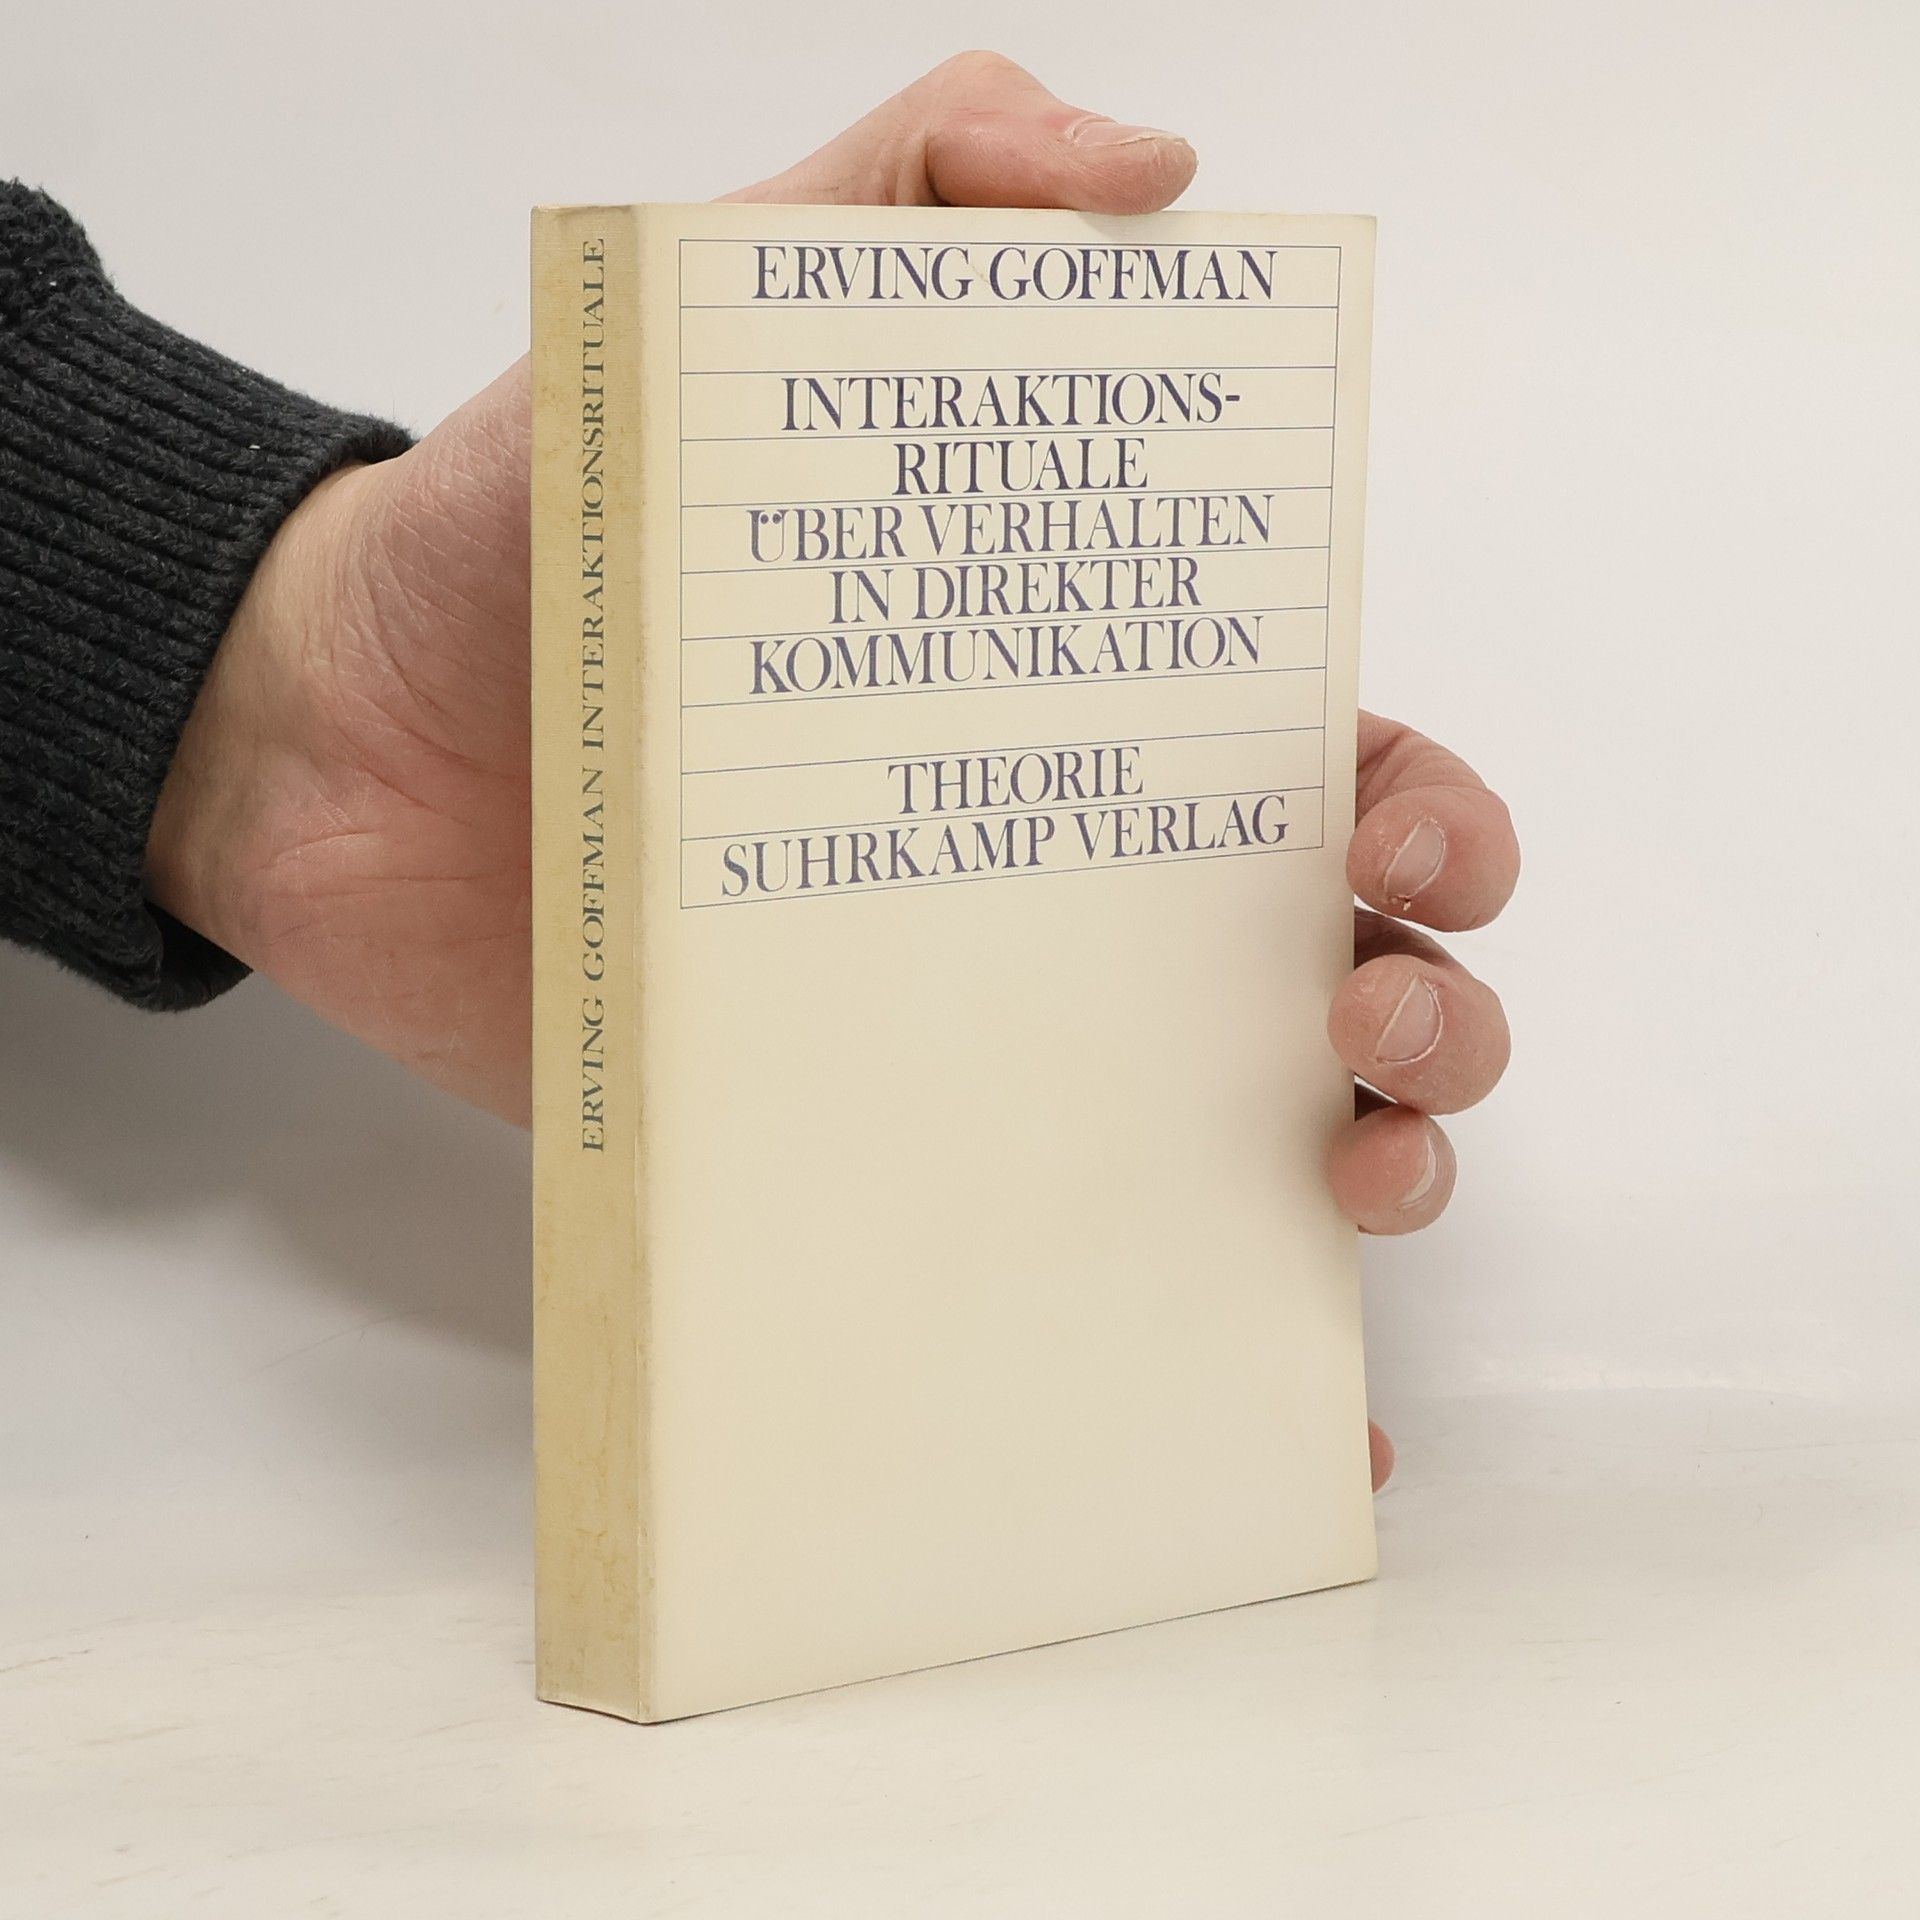 ERVING GOFFMAN INTERAKTIONSRITUALE
ERVING GOFFMAN
INTERAKTIONS-
RITUALE
ÜBER VERHALTEN
IN DIREKTER
KOMMUNIKATION
THEORIE
SUHRKAMP VERLAG